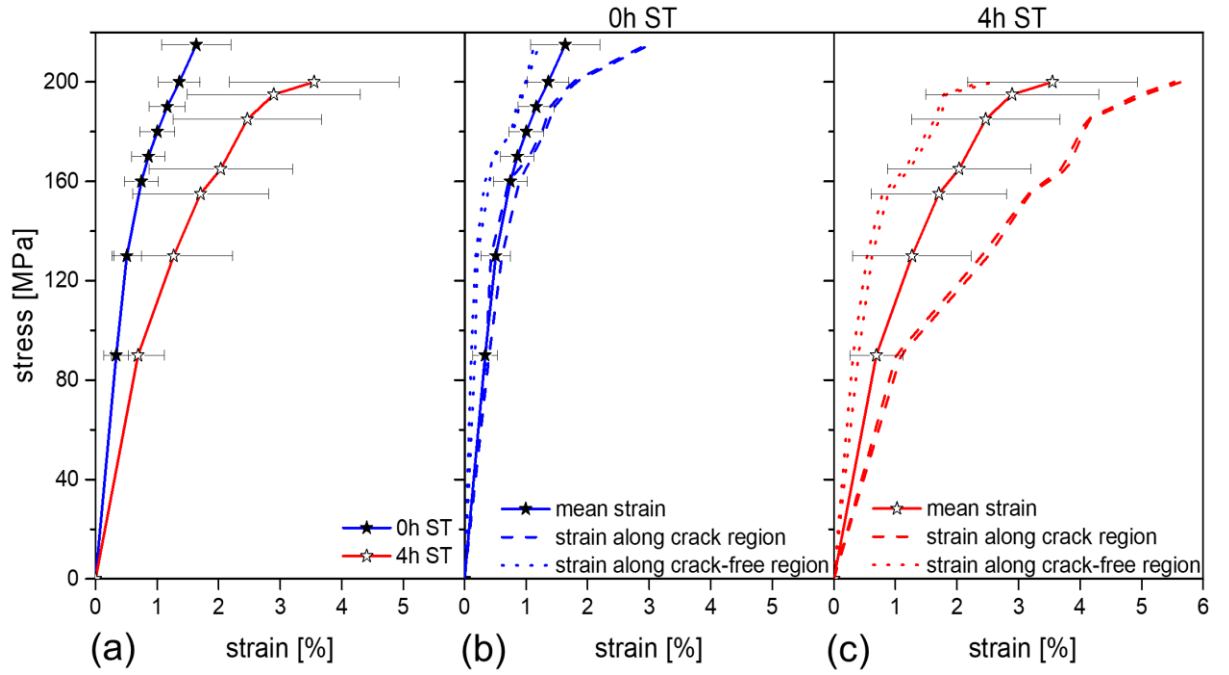 0h ST
4h ST
stress [MPa]
200
160
120
80
40
0
0h ST
4h ST
mean strain
strain along crack region
strain along crack-free region
mean strain
strain along crack region
strain along crack-free region
0 1 2 3 4 5
0 1 2 3 4 5
0 1 2 3 4 5 6
(a) strain [%]
(b) strain [%]
(c) strain [%]